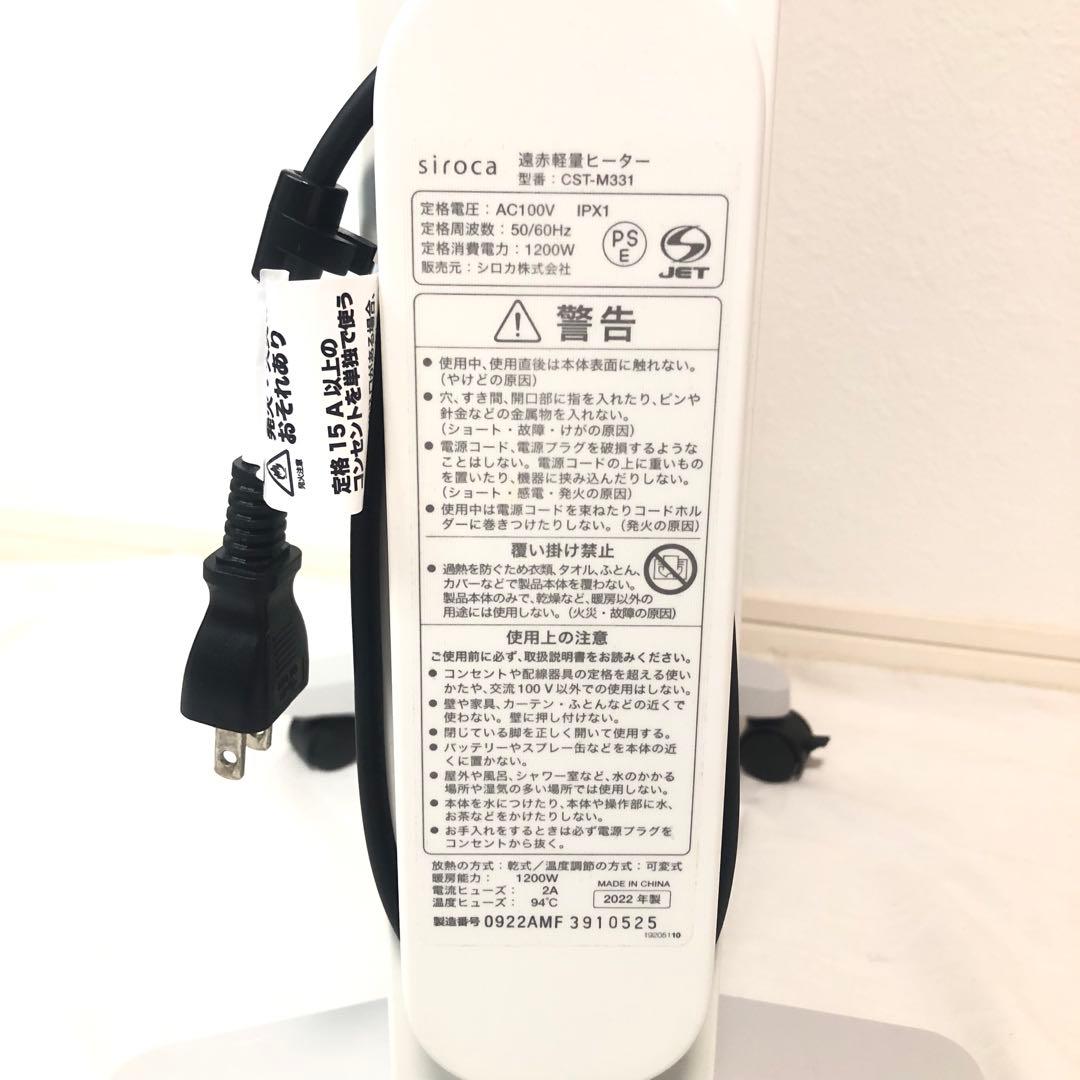 siroca 遠赤軽量ヒーター
型番：CST-M331
定格電圧：AC100V IPX1
定格周波数：50/60Hz
定格消費電力：1200W
販売元：シロカ株式会社
PS
E
JET
警告
● 使用中、使用直後は本体表面に触れない。
（やけどの原因）
● 穴、すき間、開口部に指を入れたり、ピンや
針金などの金属物を入れない。
（ショート・故障・けがの原因）
● 電源コード、電源プラグを破損するような
ことはしない。電源コードの上に重いもの
を置いたり、機器に挟み込んだりしない。
（ショート・感電・発火の原因）
● 使用中は電源コードを束ねたりコードホル
ダーに巻きつけたりしない。（発火の原因）
覆い掛け禁止
● 過熱を防ぐため衣類、タオル、ふとん、
カバーなどで製品本体を覆わない。
製品本体のみで、乾燥など、暖房以外の
用途には使用しない。（火災・故障の原因）
使用上の注意
ご使用前に必ず、取扱説明書をお読みください。
● コンセントや配線器具の定格を超える使い
かたや、交流100V以外での使用はしない。
● 壁や家具、カーテン・ふとんなどの近くで
使わない。壁に押し付けない。
● 閉じている脚を正しく開いて使用する。
● バッテリーやスプレー缶などを本体の近
くに置かない。
● 屋外や風呂、シャワー室など、水のかかる
場所や湿気の多い場所では使用しない。
● 本体を水につけたり、本体や操作部に水、
お茶などをかけたりしない。
● お手入れをするときは必ず電源プラグを
コンセントから抜く。
放熱の方式：乾式／温度調節の方式：可変式
暖房能力： 1200W
電流ヒューズ： 2A
温度ヒューズ： 94℃
MADE IN CHINA
2022年製
製造番号 0922AMF 3910525
19205110
おそれあり
発火注意
定格15A以上の
コンセントを単独で使う